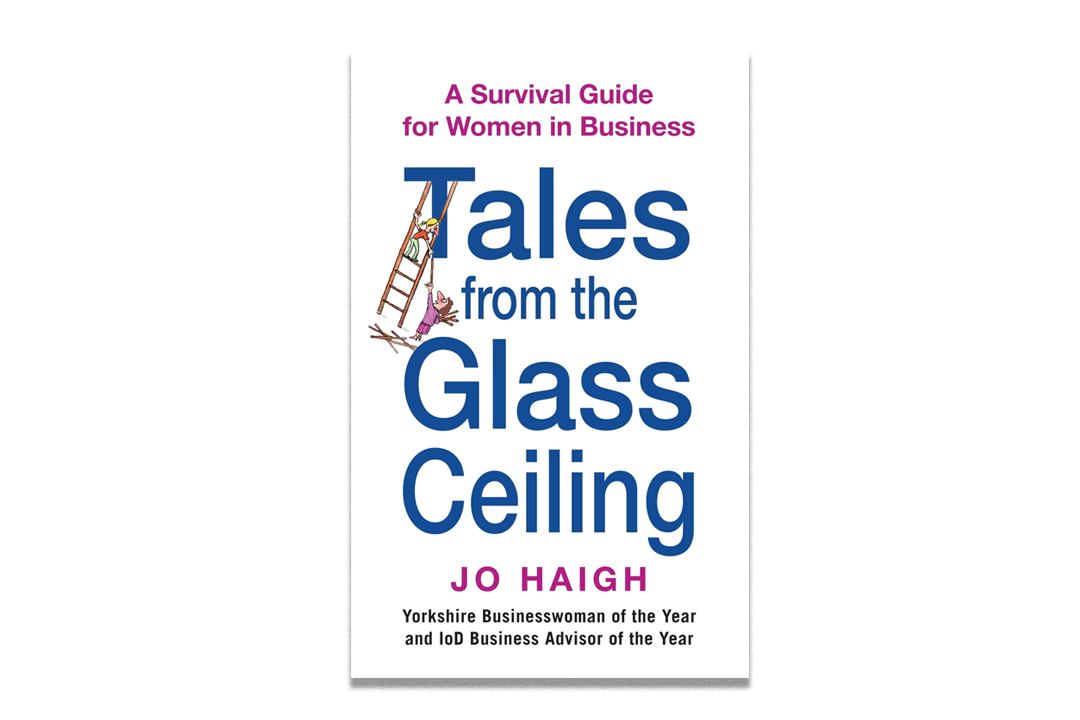 A Survival Guide
for Women in Business
Tales
from the
Glass
Ceiling
JO HAIGH
Yorkshire Businesswoman of the Year
and IoD Business Advisor of the Year